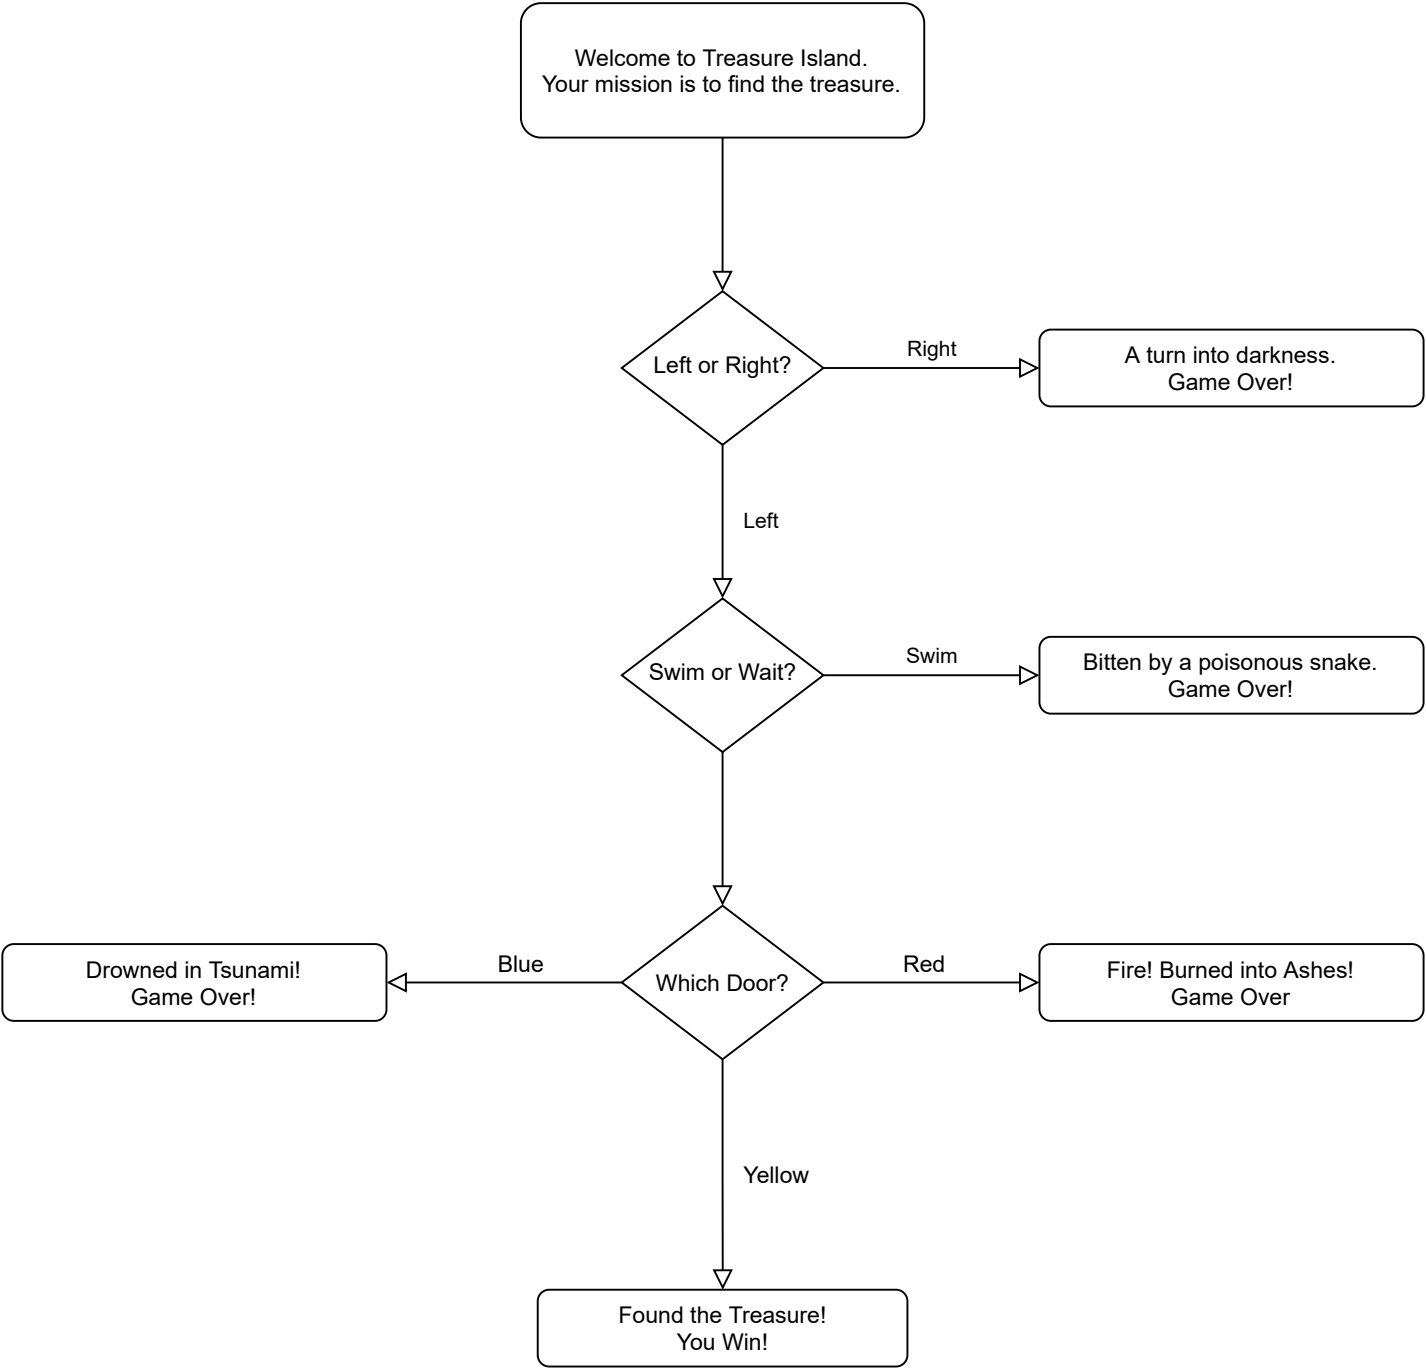 Welcome to Treasure Island.
Your mission is to find the treasure.
Left or Right?
Right
A turn into darkness.
Game Over!
Left
Swim or Wait?
Swim
Bitten by a poisonous snake.
Game Over!
Drowned in Tsunami!
Game Over!
Blue
Which Door?
Red
Fire! Burned into Ashes!
Game Over
Yellow
Found the Treasure!
You Win!